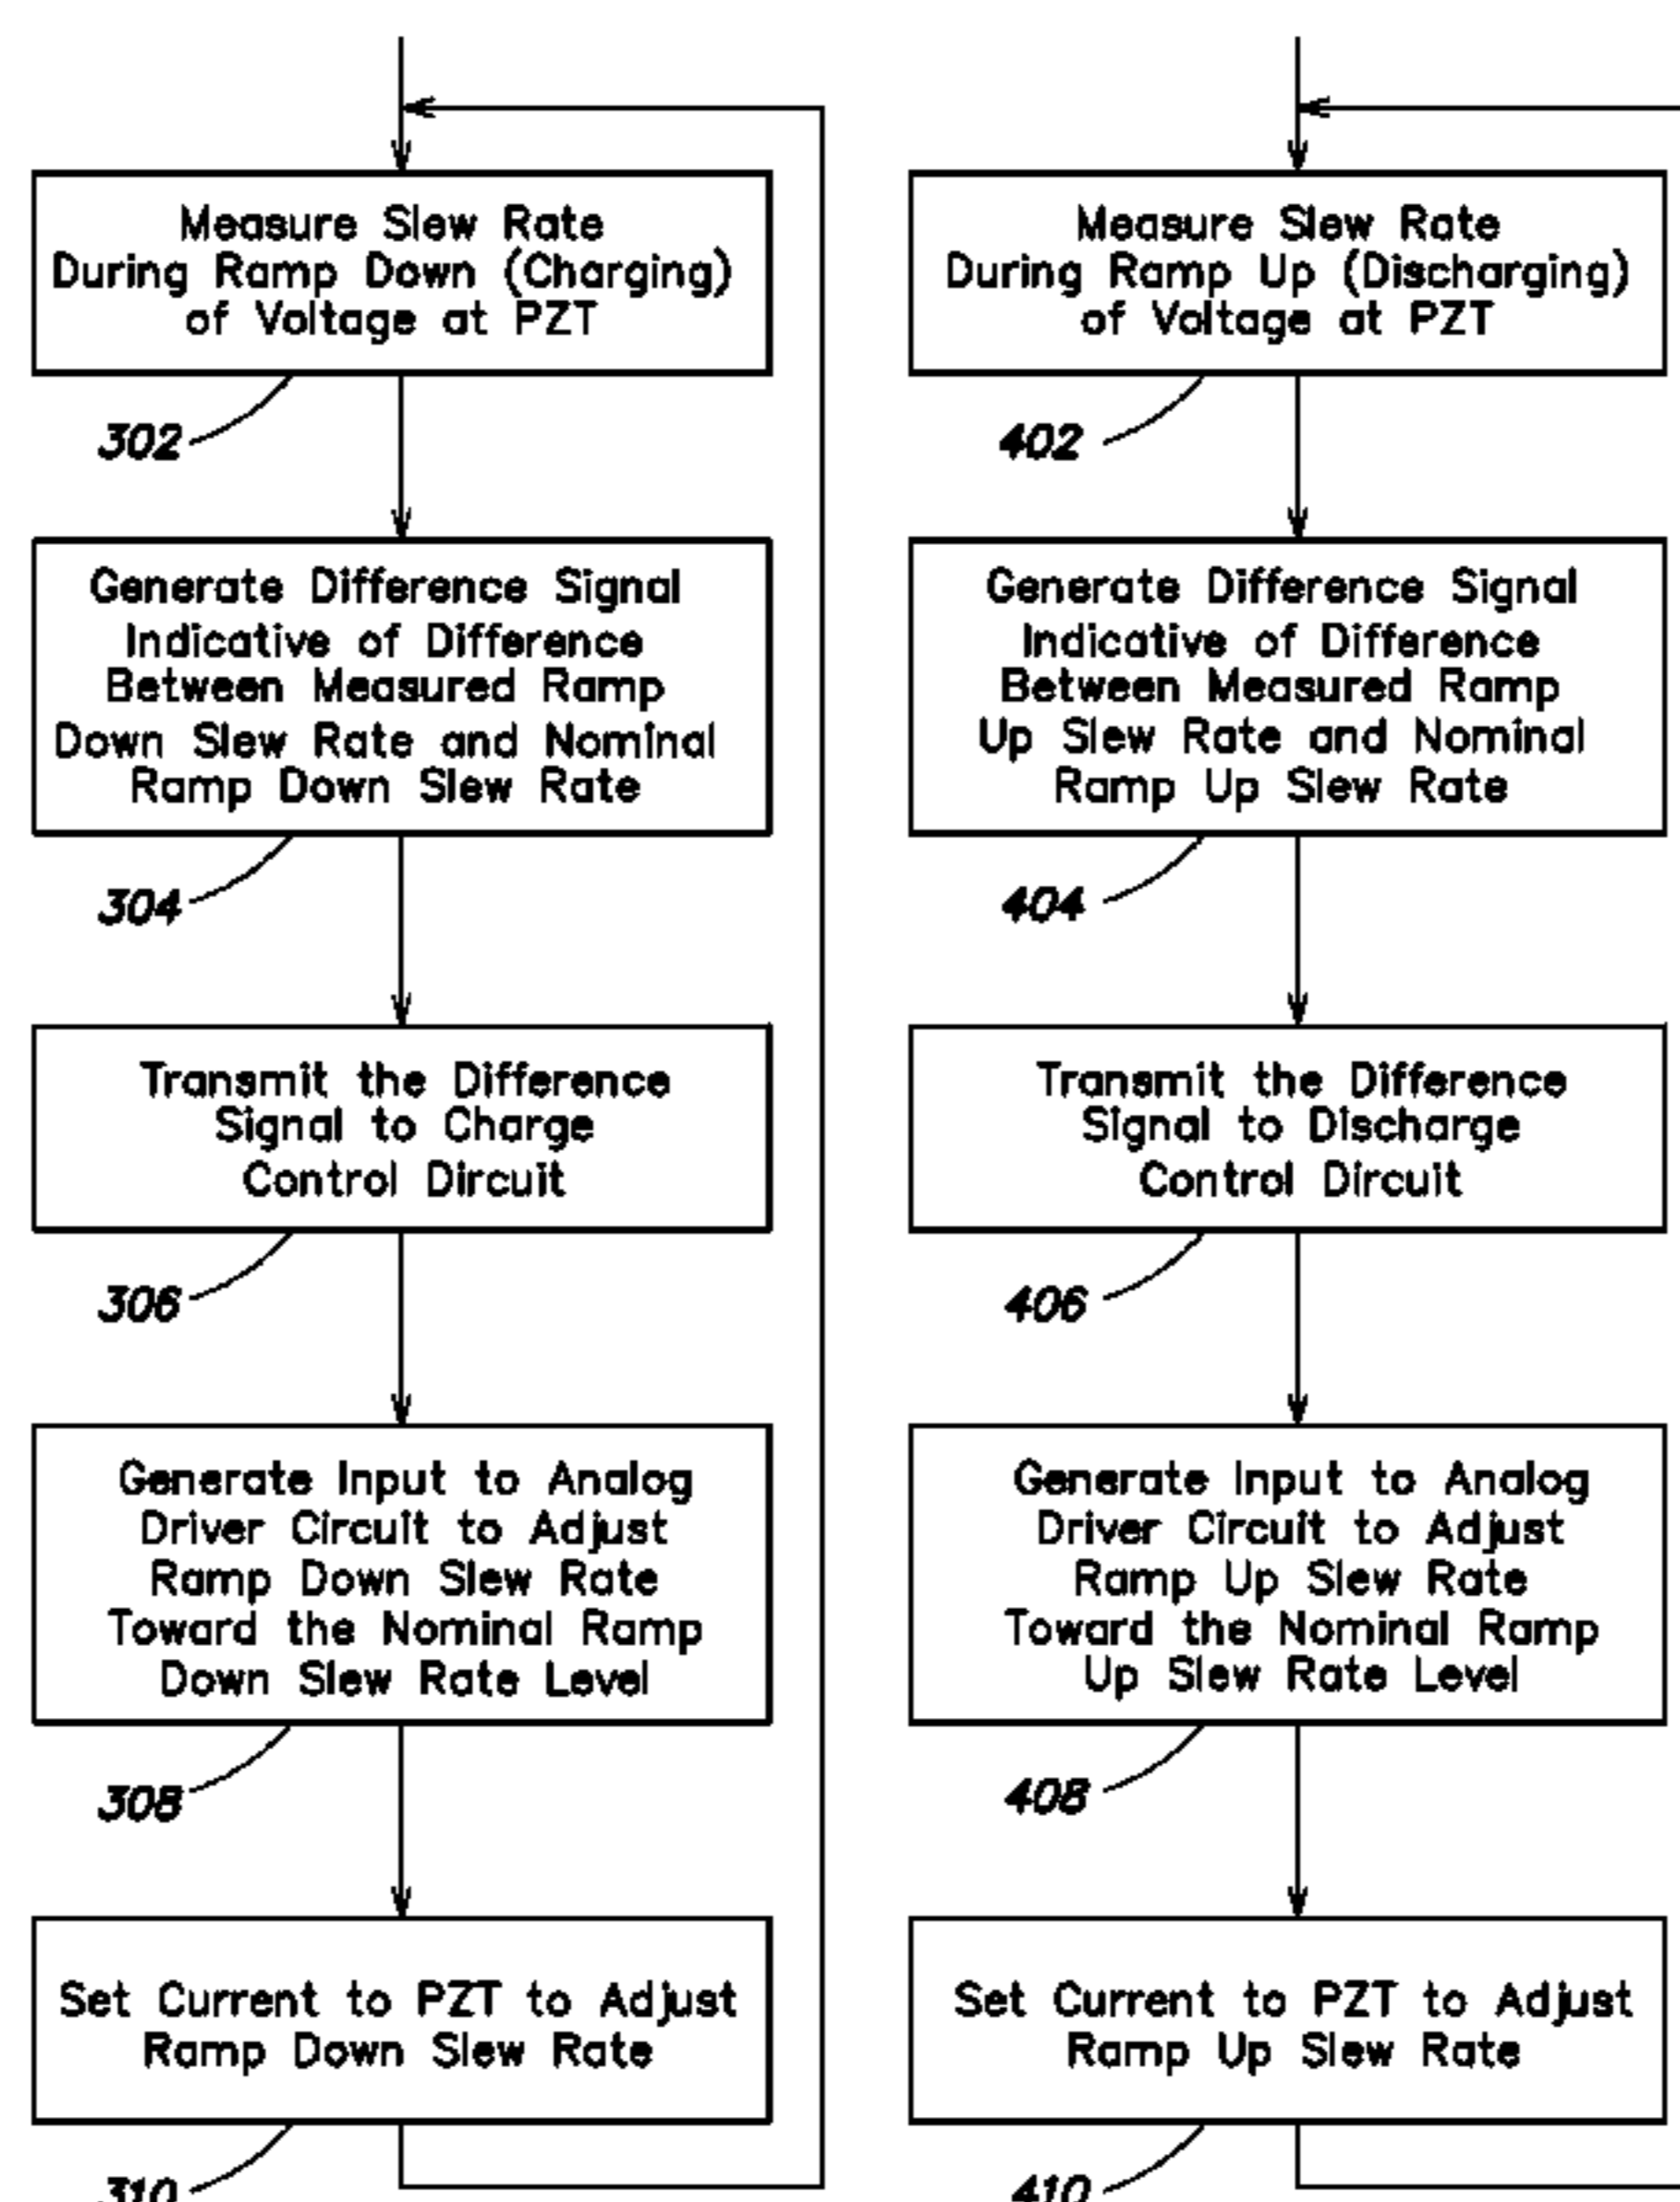 Measure Slew Rate
During Ramp Down (Charging)
of Voltage at PZT
302
Generate Difference Signal
Indicative of Difference
Between Measured Ramp
Down Slew Rate and Nominal
Ramp Down Slew Rate
304
Transmit the Difference
Signal to Charge
Control Dircuit
306
Generate Input to Analog
Driver Circuit to Adjust
Ramp Down Slew Rate
Toward the Nominal Ramp
Down Slew Rate Level
308
Set Current to PZT to Adjust
Ramp Down Slew Rate
310
Measure Slew Rate
During Ramp Up (Discharging)
of Voltage at PZT
402
Generate Difference Signal
Indicative of Difference
Between Measured Ramp
Up Slew Rate and Nominal
Ramp Up Slew Rate
404
Transmit the Difference
Signal to Discharge
Control Dircuit
406
Generate Input to Analog
Driver Circuit to Adjust
Ramp Up Slew Rate
Toward the Nominal Ramp
Up Slew Rate Level
408
Set Current to PZT to Adjust
Ramp Up Slew Rate
410